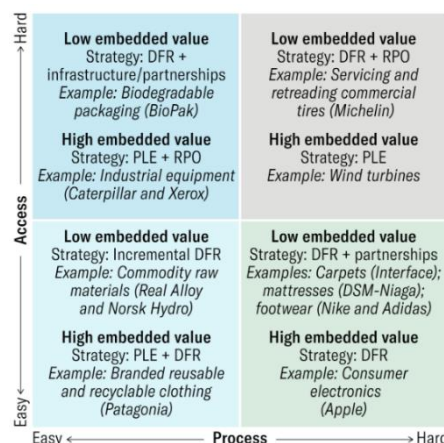 Hard
Access
Easy
Low embedded value
Strategy: DFR +
infrastructure/partnerships
Example: Biodegradable
packaging (BioPak)
High embedded value
Strategy: PLE + RPO
Example: Industrial equipment
(Caterpillar and Xerox)
Low embedded value
Strategy: DFR + RPO
Example: Servicing and
retreading commercial
tires (Michelin)
High embedded value
Strategy: PLE
Example: Wind turbines
Low embedded value
Strategy: Incremental DFR
Example: Commodity raw
materials (Real Alloy
and Norsk Hydro)
High embedded value
Strategy: PLE + DFR
Example: Branded reusable
and recyclable clothing
(Patagonia)
Low embedded value
Strategy: DFR + partnerships
Examples: Carpets (Interface);
mattresses (DSM-Niaga);
footwear (Nike and Adidas)
High embedded value
Strategy: DFR
Example: Consumer
electronics
(Apple)
Easy Process Hard